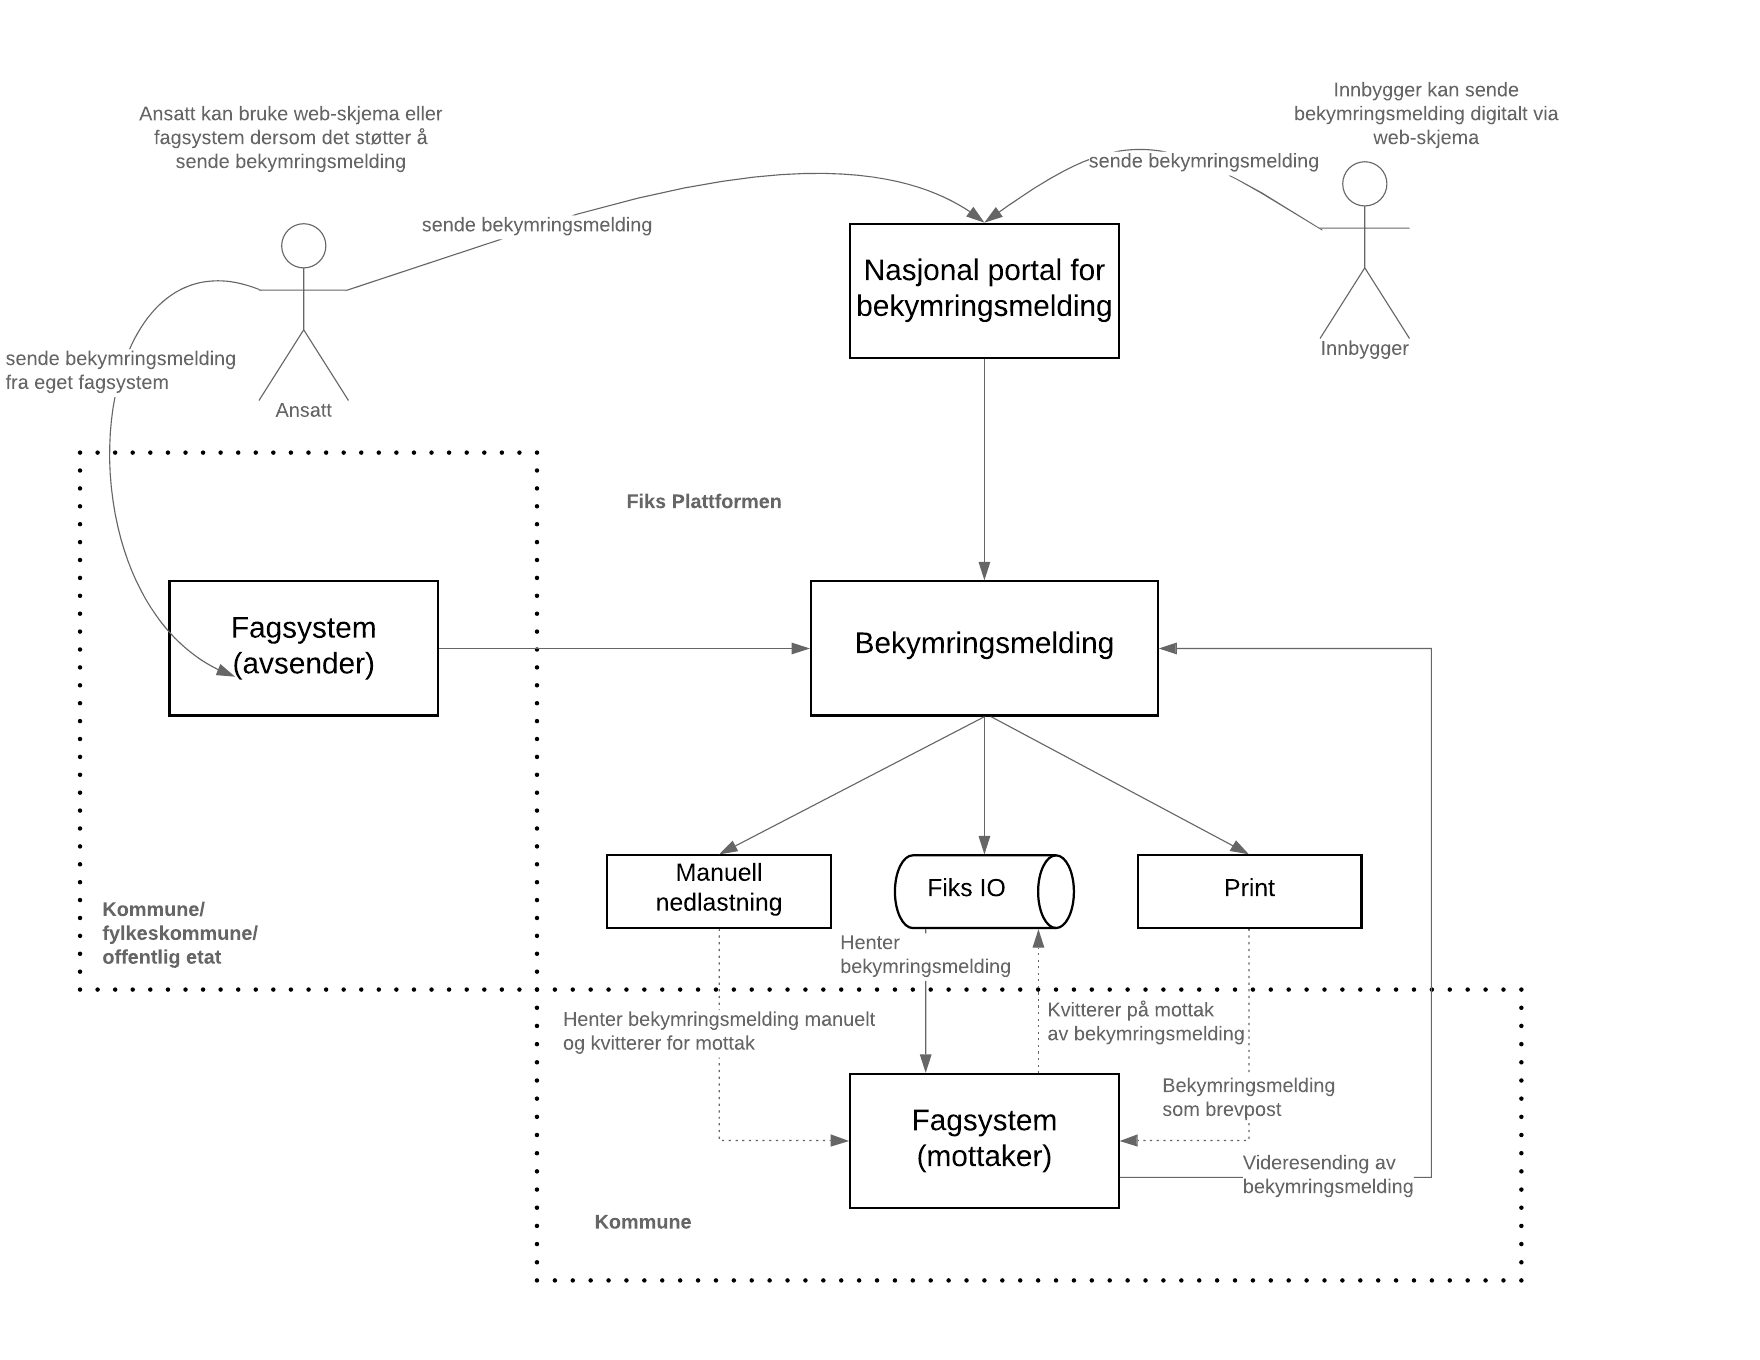 Innbygger kan sende
bekymringsmelding digitalt via
web-skjema
Ansatt kan bruke web-skjema eller
fagsystem dersom det støtter å
sende bekymringsmelding
sende bekymringsmelding
sende bekymringsmelding
Nasjonal portal for
bekymringsmelding
Innbygger
sende bekymringsmelding
fra eget fagsystem
Ansatt
Fiks Plattformen
Fagsystem
(avsender)
Bekymringsmelding
Manuell
nedlastning
Fiks IO
Print
Kommune/
fylkeskommune/
offentlig etat
Henter
bekymringsmelding
Henter bekymringsmelding manuelt
og kvitterer for mottak
Kvitterer på mottak
av bekymringsmelding
Bekymringsmelding
som brevpost
Fagsystem
(mottaker)
Videresending av
bekymringsmelding
Kommune